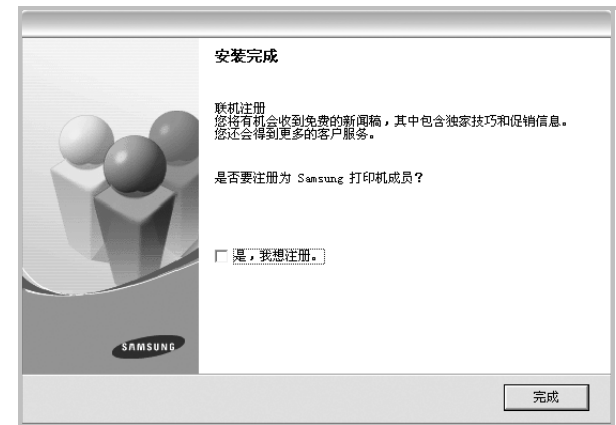 安装完成
联机注册
您将有机会收到免费的新闻稿，其中包含独家技巧和促销信息。
您还会得到更多的客户服务。
是否要注册为 Samsung 打印机成员？
是，我想注册。
SAMSUNG
完成